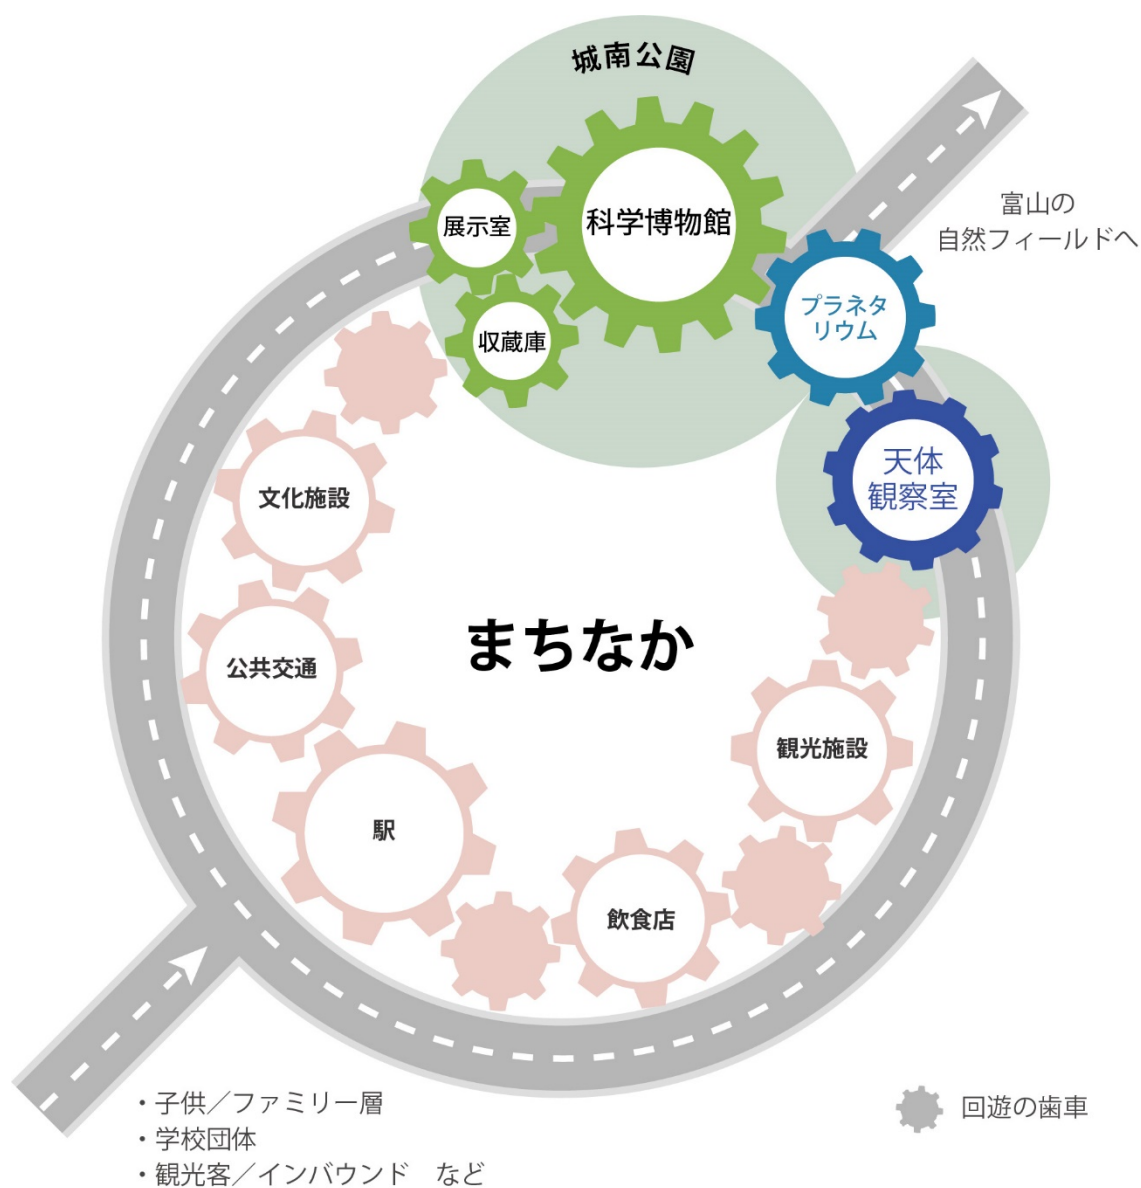 城南公園
科学博物館
展示室
収蔵庫
富山の
自然フィールドへ
プラネタ
リウム
天体
観察室
文化施設
公共交通
まちなか
観光施設
駅
飲食店
・子供／ファミリー層
・学校団体
・観光客／インバウンド　など
回遊の歯車